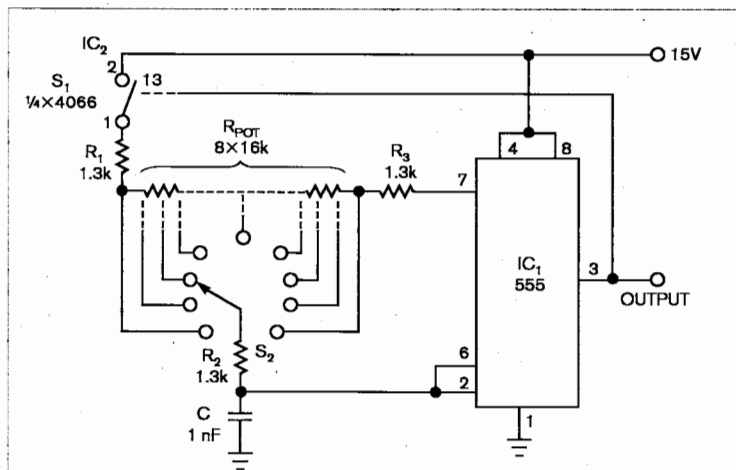 IC2
2
13
15V
S1
¼×4066
1
RPOT
8×16k
R1
1.3k
R3
1.3k
4
8
7
IC1
555
3
OUTPUT
R2
1.3k
S2
6
2
C
1 nF
1